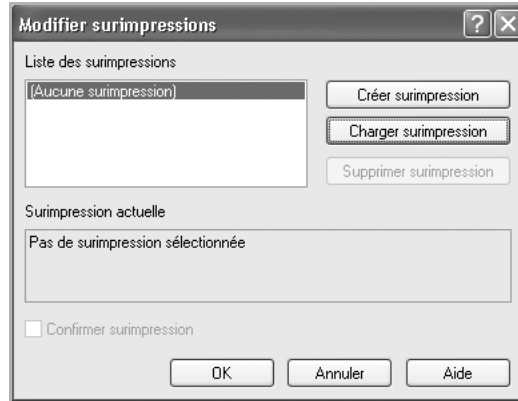 Modifier surimpressions
Liste des surimpressions
(Aucune surimpression)
Créer surimpression
Charger surimpression
Supprimer surimpression
Surimpression actuelle
Pas de surimpression sélectionnée
Confirmer surimpression
OK Annuler Aide